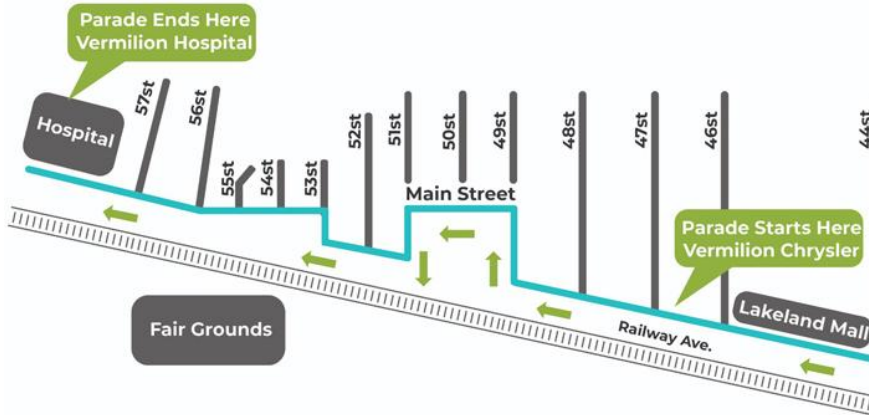 Parade Ends Here
Vermilion Hospital
Hospital
57st
56st
55st
54st
53st
52st
51st
50st
49st
48st
47st
46st
44st
Main Street
Parade Starts Here
Vermilion Chrysler
Lakeland Mall
Railway Ave.
Fair Grounds